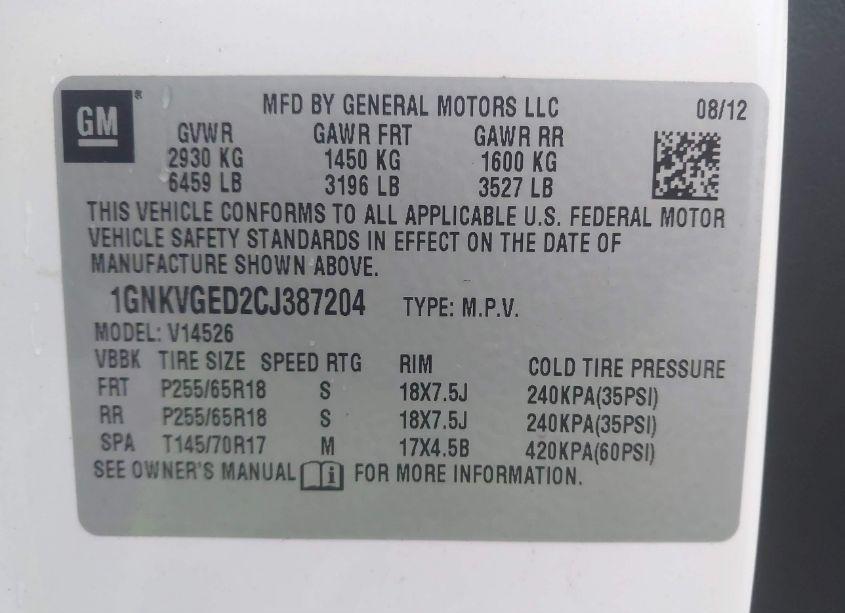 GM®
MFD BY GENERAL MOTORS LLC 08/12
GVWR GAWR FRT GAWR RR
2930 KG 1450 KG 1600 KG
6459 LB 3196 LB 3527 LB
THIS VEHICLE CONFORMS TO ALL APPLICABLE U.S. FEDERAL MOTOR
VEHICLE SAFETY STANDARDS IN EFFECT ON THE DATE OF
MANUFACTURE SHOWN ABOVE.
1GNKVGED2CJ387204 TYPE: M.P.V.
MODEL: V14526
VBBK TIRE SIZE SPEED RTG RIM COLD TIRE PRESSURE
FRT P255/65R18 S 18X7.5J 240KPA(35PSI)
RR P255/65R18 S 18X7.5J 240KPA(35PSI)
SPA T145/70R17 M 17X4.5B 420KPA(60PSI)
SEE OWNER'S MANUAL i FOR MORE INFORMATION.